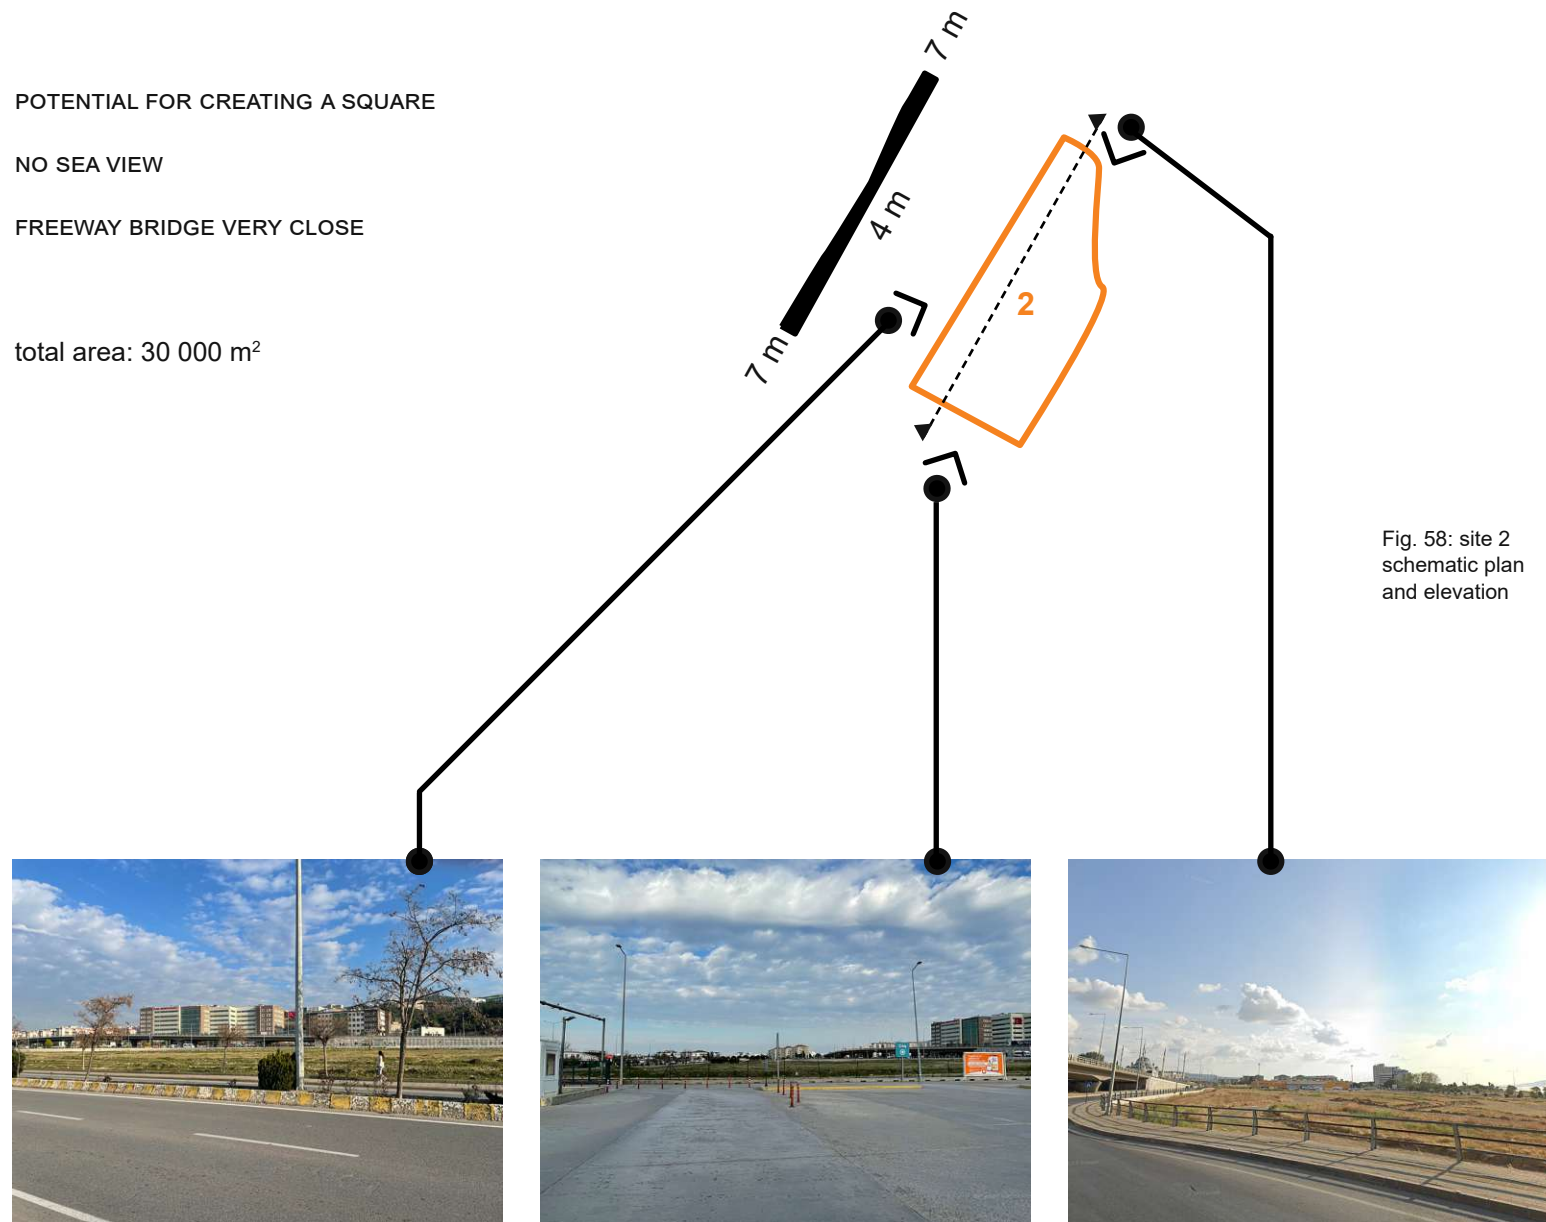 POTENTIAL FOR CREATING A SQUARE
NO SEA VIEW
FREEWAY BRIDGE VERY CLOSE
total area: 30 000 m²
7 m
4 m
7 m
2
Fig. 58: site 2
schematic plan
and elevation